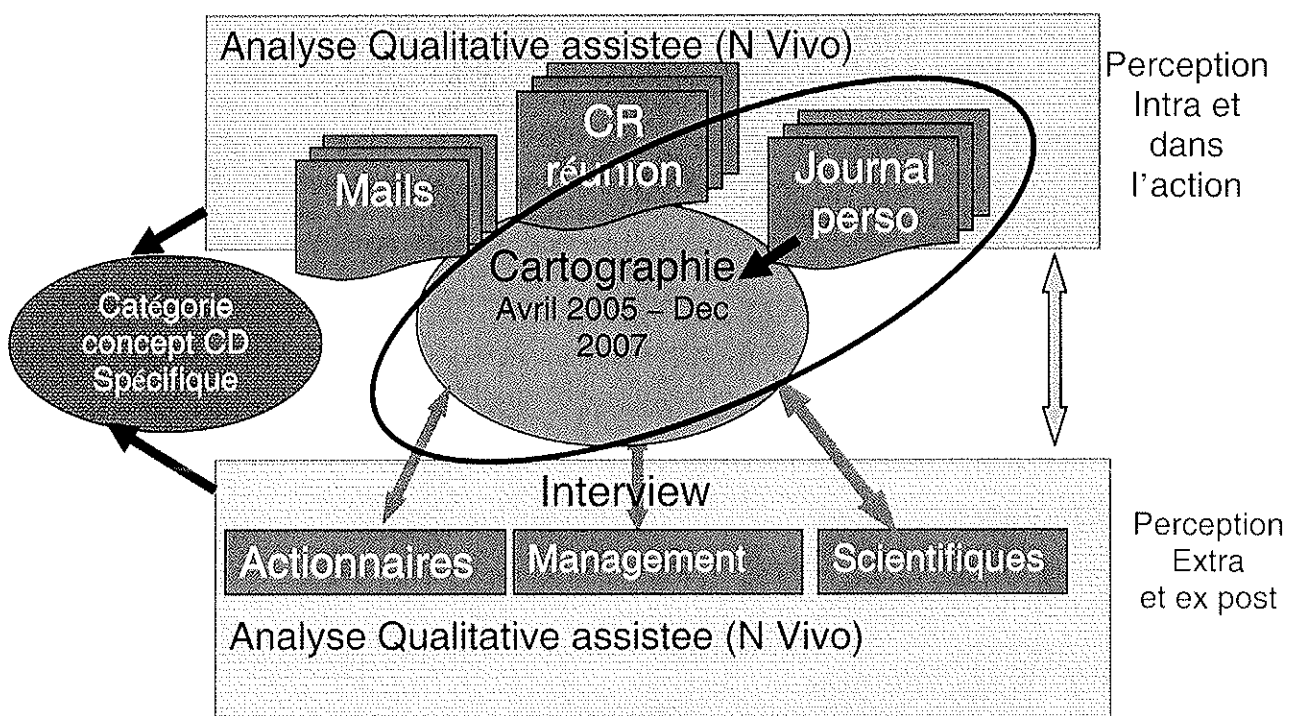 Analyse Qualitative assistee (N Vivo)
Perception
Intra et
dans
l'action
CR
réunion
Mails
Journal
perso
Cartographie
Avril 2005 – Dec
2007
Catégorie
concept CD
Spécifique
Interview
Actionnaires
Management
Scientifiques
Analyse Qualitative assistee (N Vivo)
Perception
Extra
et ex post